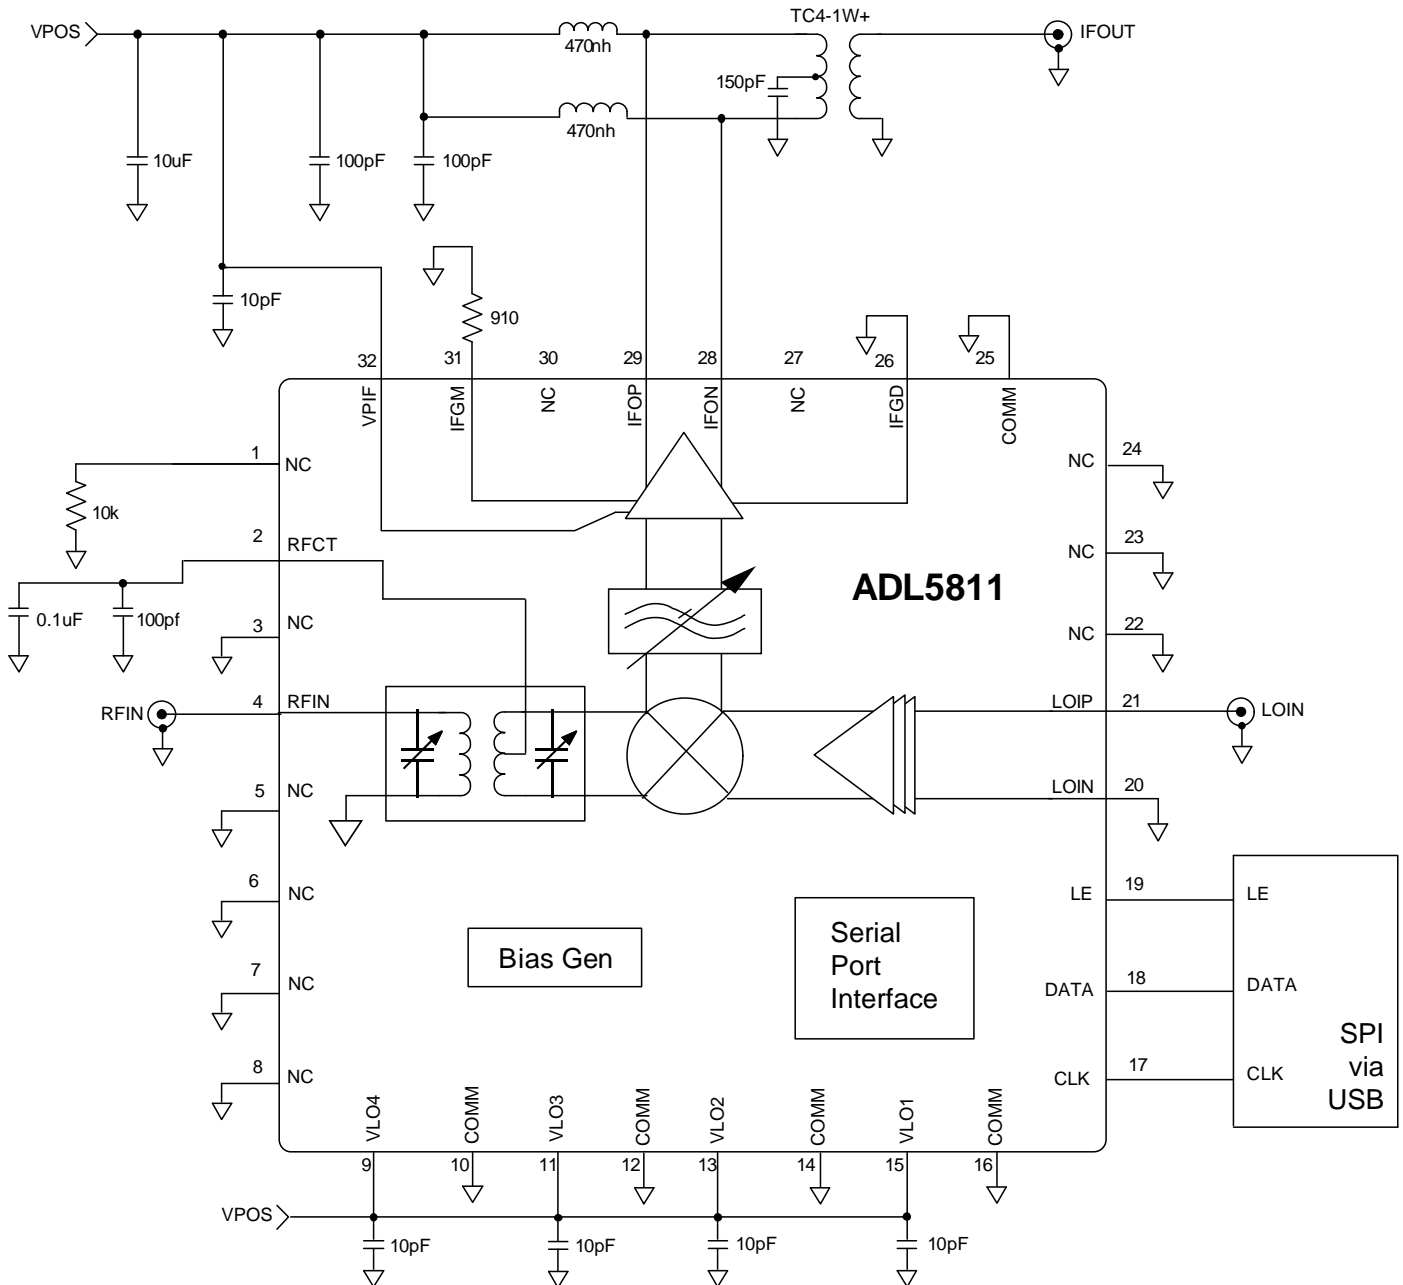 TC4-1W+
VPOS
IFOUT
470nh
150pF
470nh
10uF
100pF
100pF
10pF
910
32
31
30
29
28
27
26
25
VPIF
IFGM
NC
IFOP
IFON
NC
IFGD
COMM
1
NC
10k
2
RFCT
0.1uF
100pf
3
NC
RFIN
4
RFIN
5
NC
6
NC
7
NC
8
NC
ADL5811
NC
24
NC
23
NC
22
LOIP
21
LOIN
LOIN
20
LE
19
LE
DATA
18
DATA
CLK
17
CLK
SPI
via
USB
Bias Gen
Serial
Port
Interface
VLO4
COMM
VLO3
COMM
VLO2
COMM
VLO1
COMM
9
10
11
12
13
14
15
16
VPOS
10pF
10pF
10pF
10pF